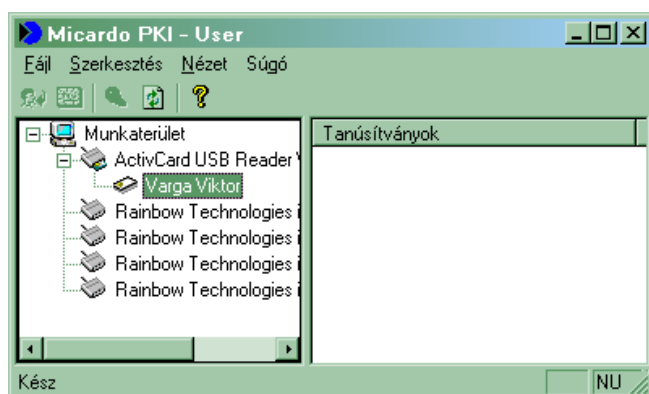 Micardo PKI - User
Fájl Szerkesztés Nézet Súgó
Munkaterület
ActivCard USB Reader
Varga Viktor
Rainbow Technologies i
Rainbow Technologies i
Rainbow Technologies i
Rainbow Technologies i
Tanúsítványok
Kész
NU